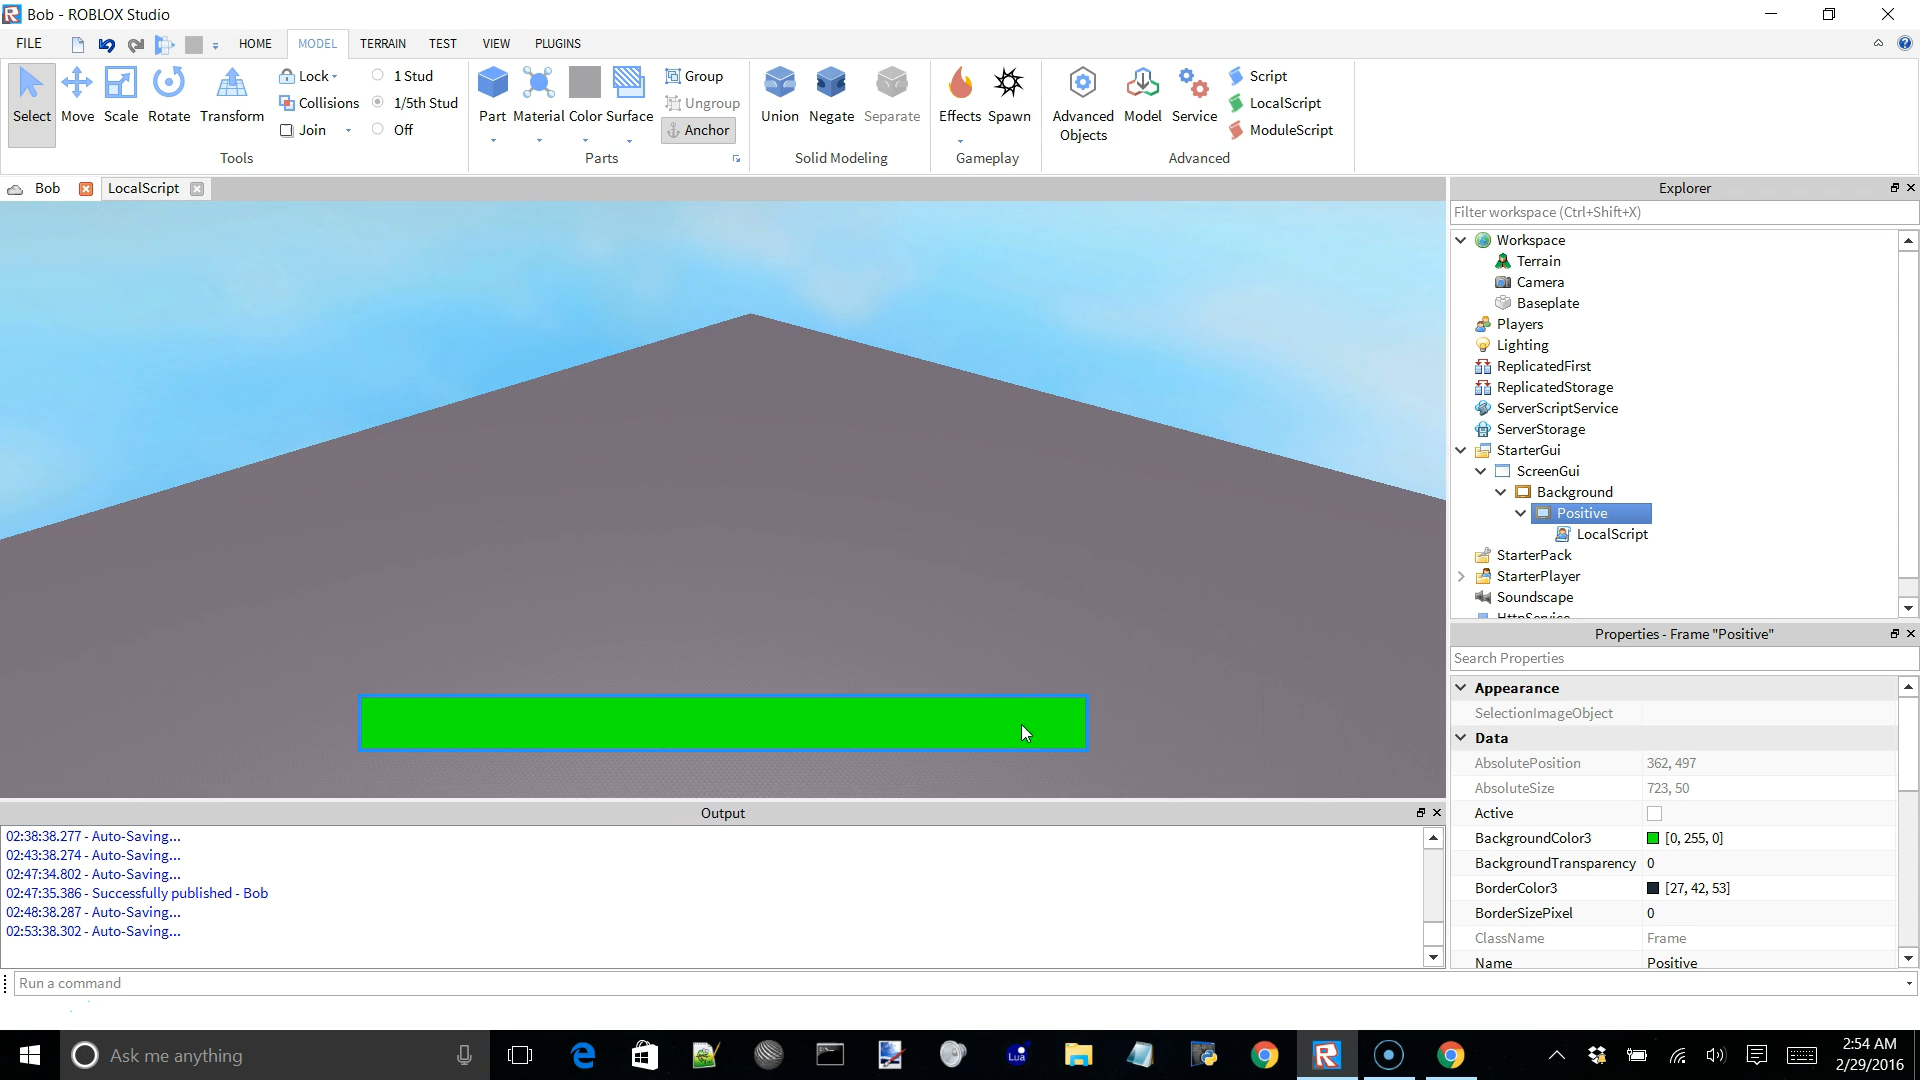 Bob - ROBLOX Studio
FILE HOME MODEL TERRAIN TEST VIEW PLUGINS
Select Move Scale Rotate Transform
Lock
Collisions
Join
1 Stud
1/5th Stud
Off
Tools
Part Material Color Surface
Group
Ungroup
Anchor
Parts
Union Negate Separate
Solid Modeling
Effects Spawn
Gameplay
Advanced Objects Model Service
Script
LocalScript
ModuleScript
Advanced
Bob LocalScript
Explorer
Filter workspace (Ctrl+Shift+X)
Workspace
Terrain
Camera
Baseplate
Players
Lighting
ReplicatedFirst
ReplicatedStorage
ServerScriptService
ServerStorage
StarterGui
ScreenGui
Background
Positive
LocalScript
StarterPack
StarterPlayer
Soundscape
HttpService
Properties - Frame "Positive"
Search Properties
Appearance
SelectionImageObject
Data
AbsolutePosition 362, 497
AbsoluteSize 723, 50
Active
BackgroundColor3 [0, 255, 0]
BackgroundTransparency 0
BorderColor3 [27, 42, 53]
BorderSizePixel 0
ClassName Frame
Name Positive
Output
02:38:38.277 - Auto-Saving...
02:43:38.274 - Auto-Saving...
02:47:34.802 - Auto-Saving...
02:47:35.386 - Successfully published - Bob
02:48:38.287 - Auto-Saving...
02:53:38.302 - Auto-Saving...
Run a command
Ask me anything
Lua
2:54 AM
2/29/2016